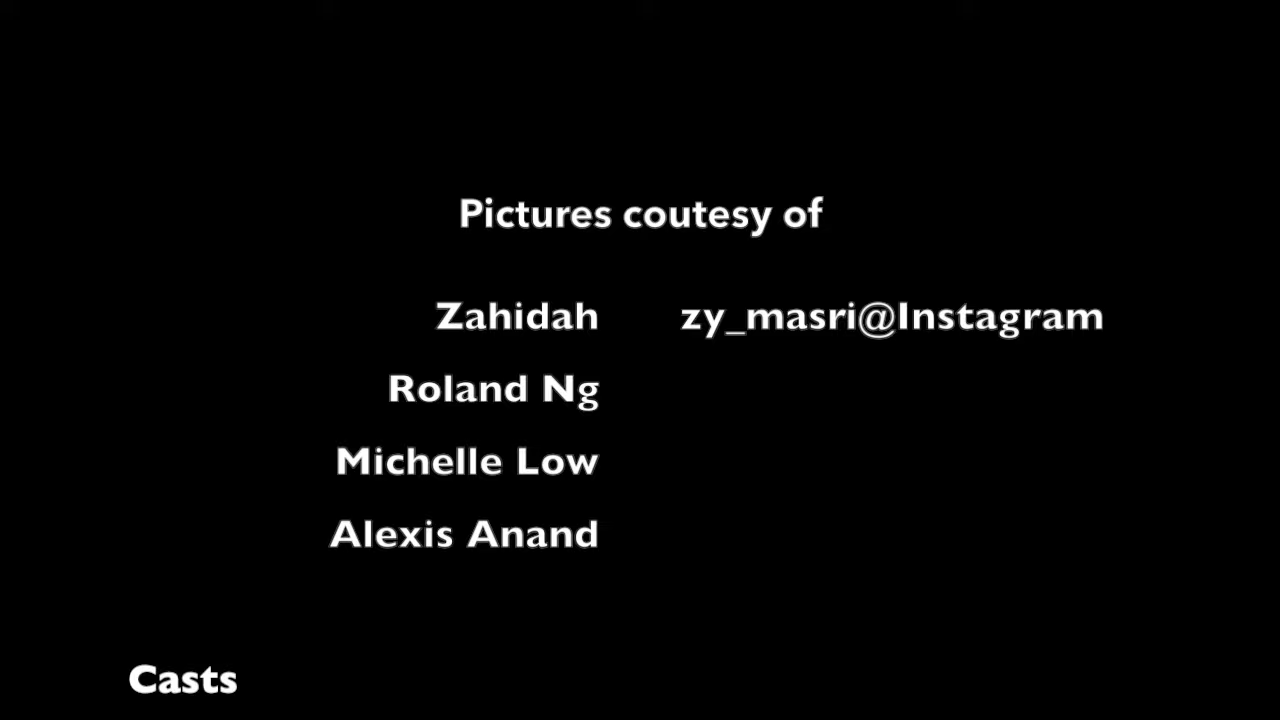 Pictures coutesy of
Zahidah zy_masri@Instagram
Roland Ng
Michelle Low
Alexis Anand
Casts